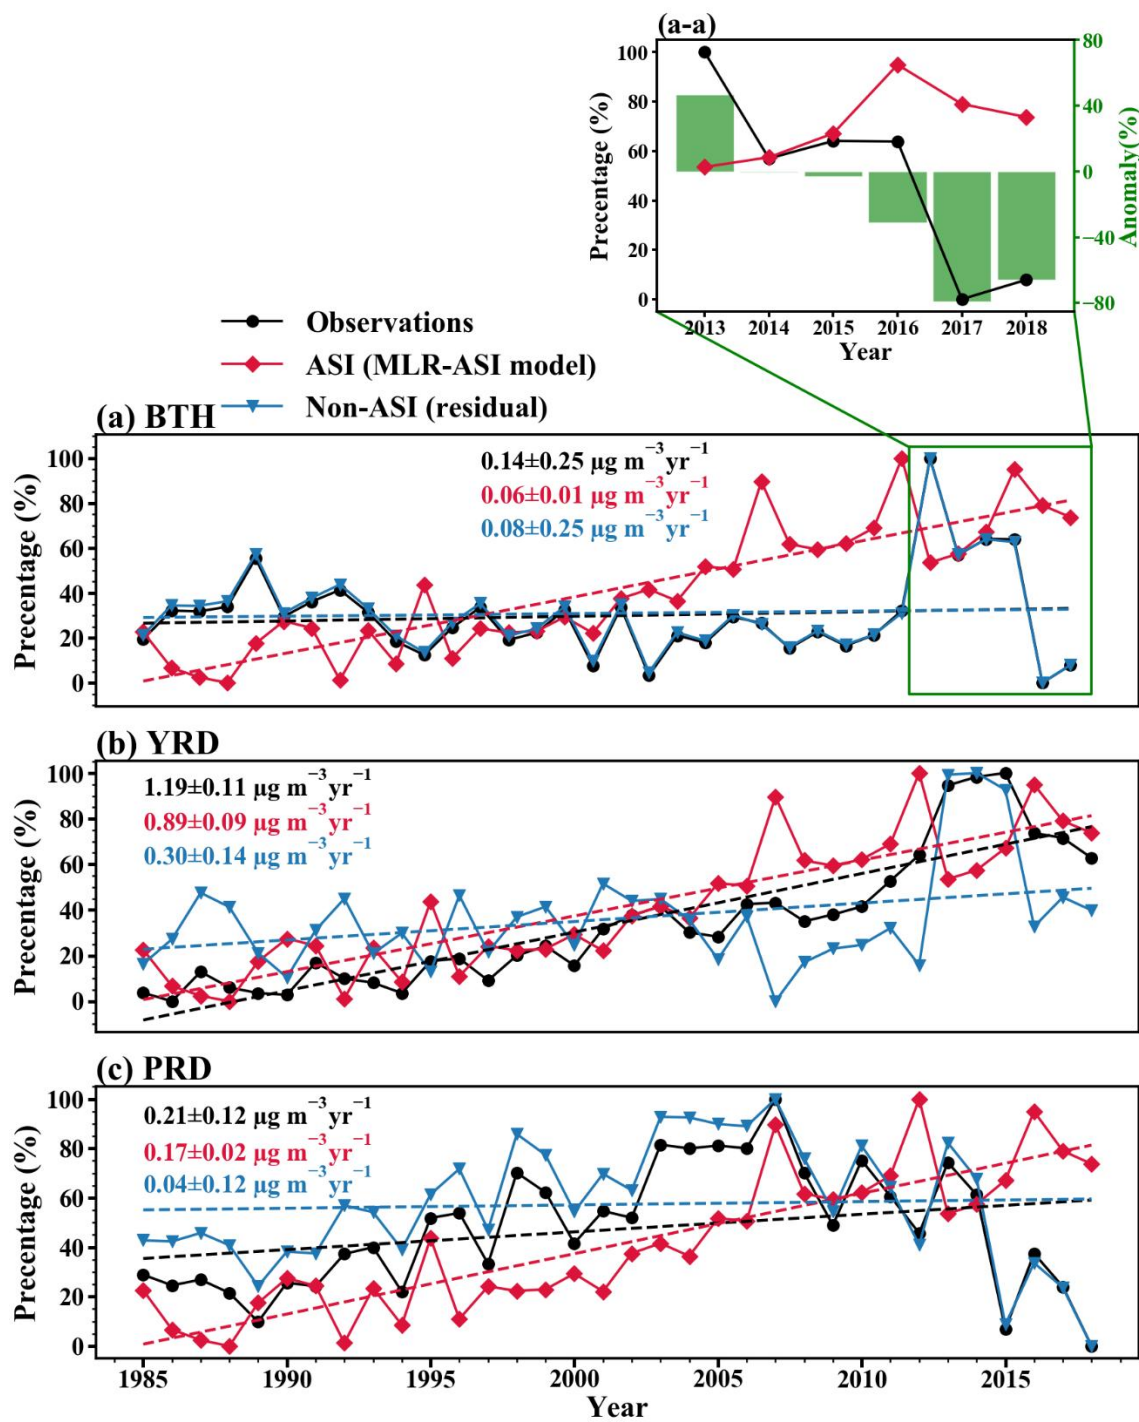 (a-a)
100
80
60
40
20
0
Precentage (%)
80
40
0
−40
−80
Anomaly(%)
2013 2014 2015 2016 2017 2018
Year
Observations
ASI (MLR-ASI model)
Non-ASI (residual)
(a) BTH
0.14±0.25 μg m⁻³yr⁻¹
0.06±0.01 μg m⁻³yr⁻¹
0.08±0.25 μg m⁻³yr⁻¹
100
80
60
40
20
0
Precentage (%)
(b) YRD
1.19±0.11 μg m⁻³yr⁻¹
0.89±0.09 μg m⁻³yr⁻¹
0.30±0.14 μg m⁻³yr⁻¹
100
80
60
40
20
0
Precentage (%)
(c) PRD
0.21±0.12 μg m⁻³yr⁻¹
0.17±0.02 μg m⁻³yr⁻¹
0.04±0.12 μg m⁻³yr⁻¹
100
80
60
40
20
0
Precentage (%)
1985 1990 1995 2000 2005 2010 2015
Year